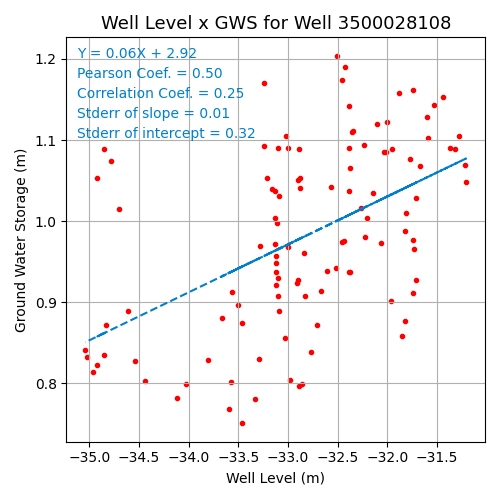 Well Level x GWS for Well 3500028108
Y = 0.06X + 2.92
Pearson Coef. = 0.50
Correlation Coef. = 0.25
Stderr of slope = 0.01
Stderr of intercept = 0.32
Ground Water Storage (m)
1.2
1.1
1.0
0.9
0.8
−35.0 −34.5 −34.0 −33.5 −33.0 −32.5 −32.0 −31.5
Well Level (m)